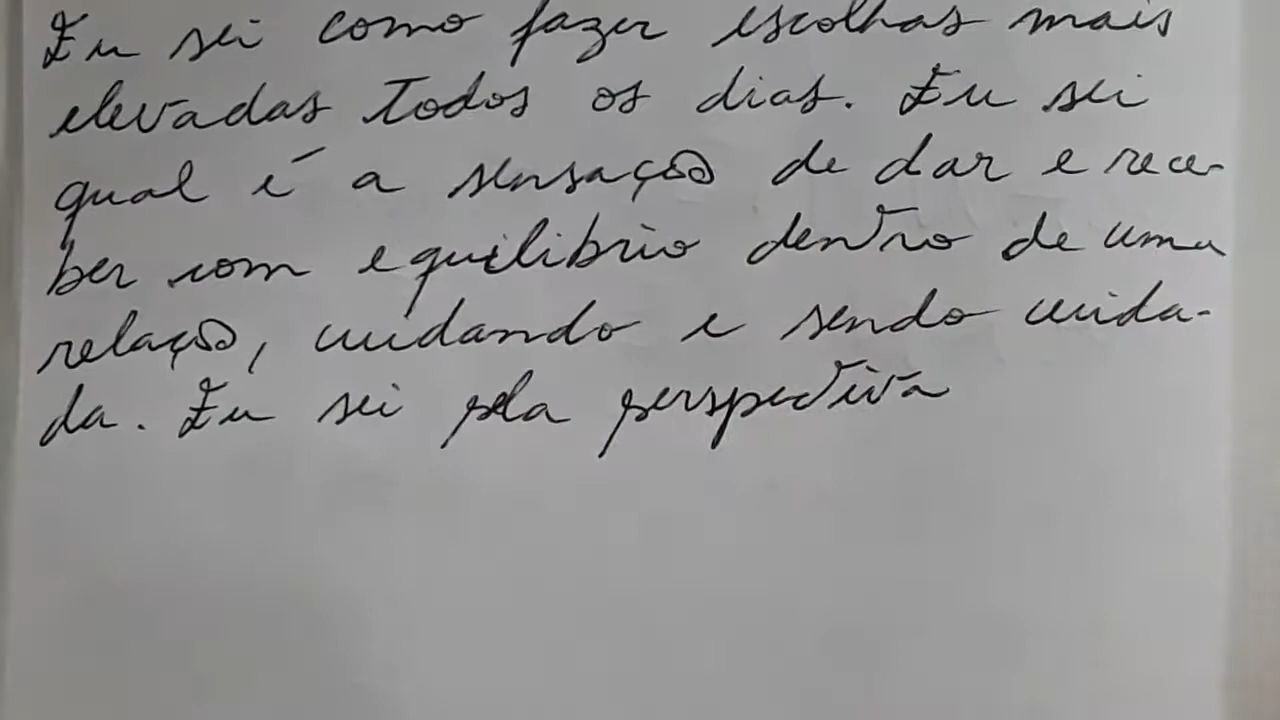 Eu sei como fazer escolhas mais
elevadas todos os dias. Eu sei
qual é a sensação de dar e rece-
ber com equilibrio dentro de uma
relação, cuidando e sendo cuida-
da. Eu sei pela perspectiva